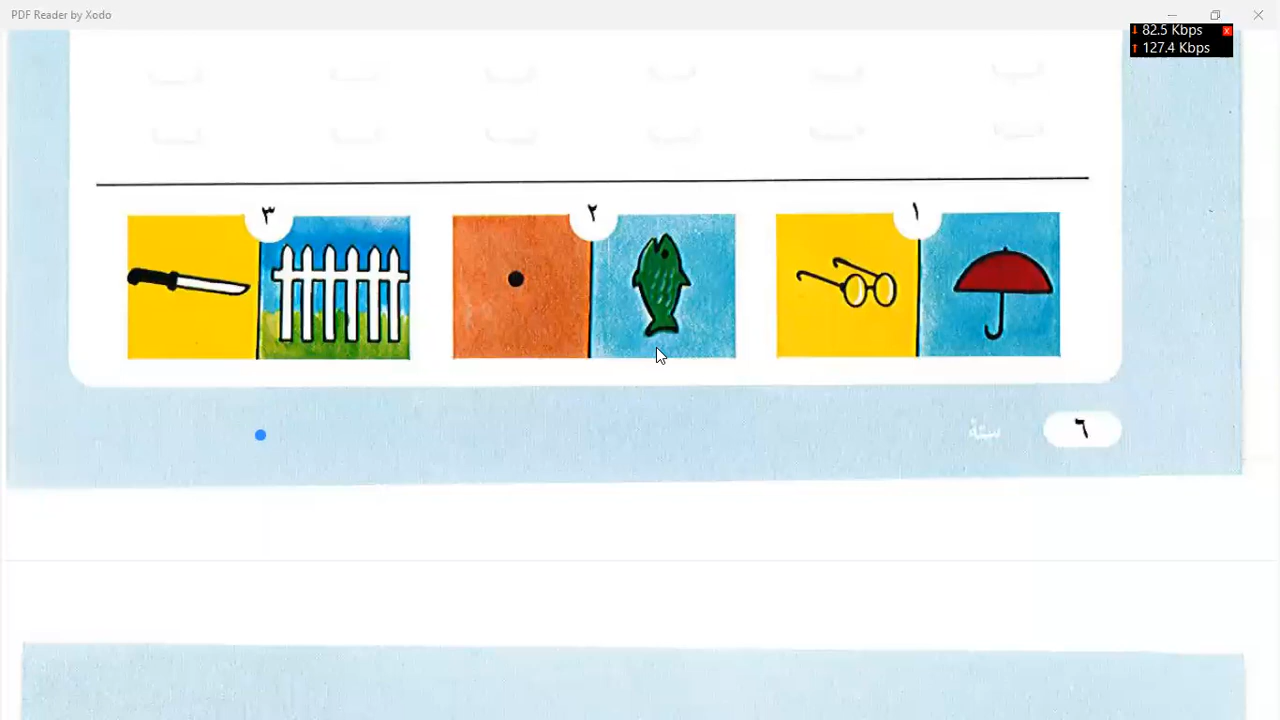 PDF Reader by Xodo
↓ 82.5 Kbps x
↑ 127.4 Kbps
١ ٢ ٣
٦ ستة